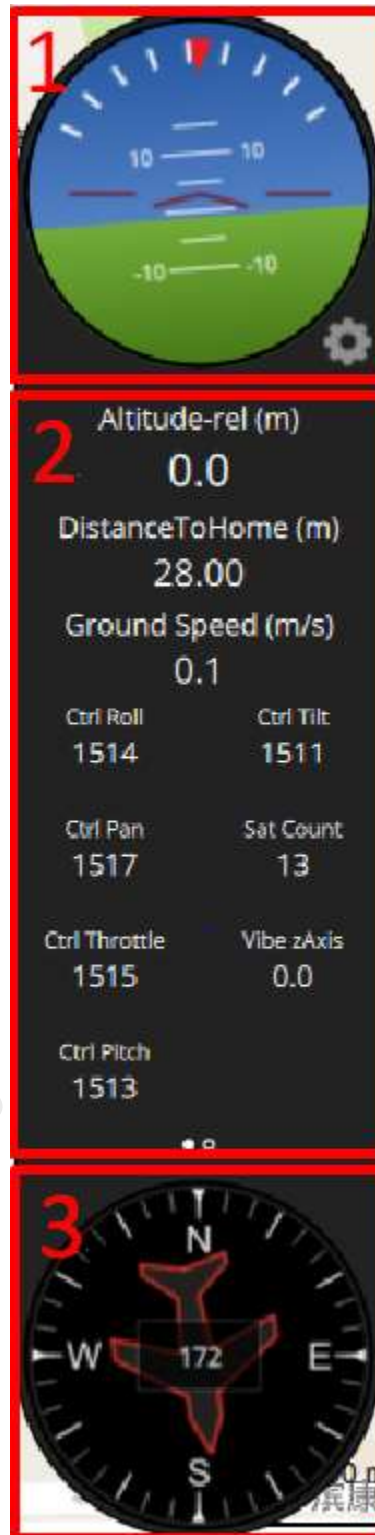 1
10 10
-10 -10
2
Altitude-rel (m)
0.0
DistanceToHome (m)
28.00
Ground Speed (m/s)
0.1
Ctrl Roll Ctrl Tilt
1514 1511
Ctrl Pan Sat Count
1517 13
Ctrl Throttle Vibe zAxis
1515 0.0
Ctrl Pitch
1513
3
N
W 172 E
S